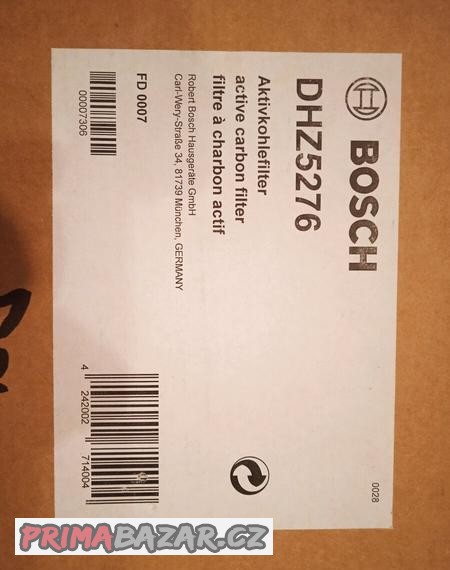 BOSCH
DHZ5276
Aktivkohlefilter
active carbon filter
filtre à charbon actif
Robert Bosch Hausgeräte GmbH
Carl-Wery-Straße 34, 81739 München, GERMANY
FD 0007
00007306
4 242002 714004
0028
PRIMABAZAR.CZ